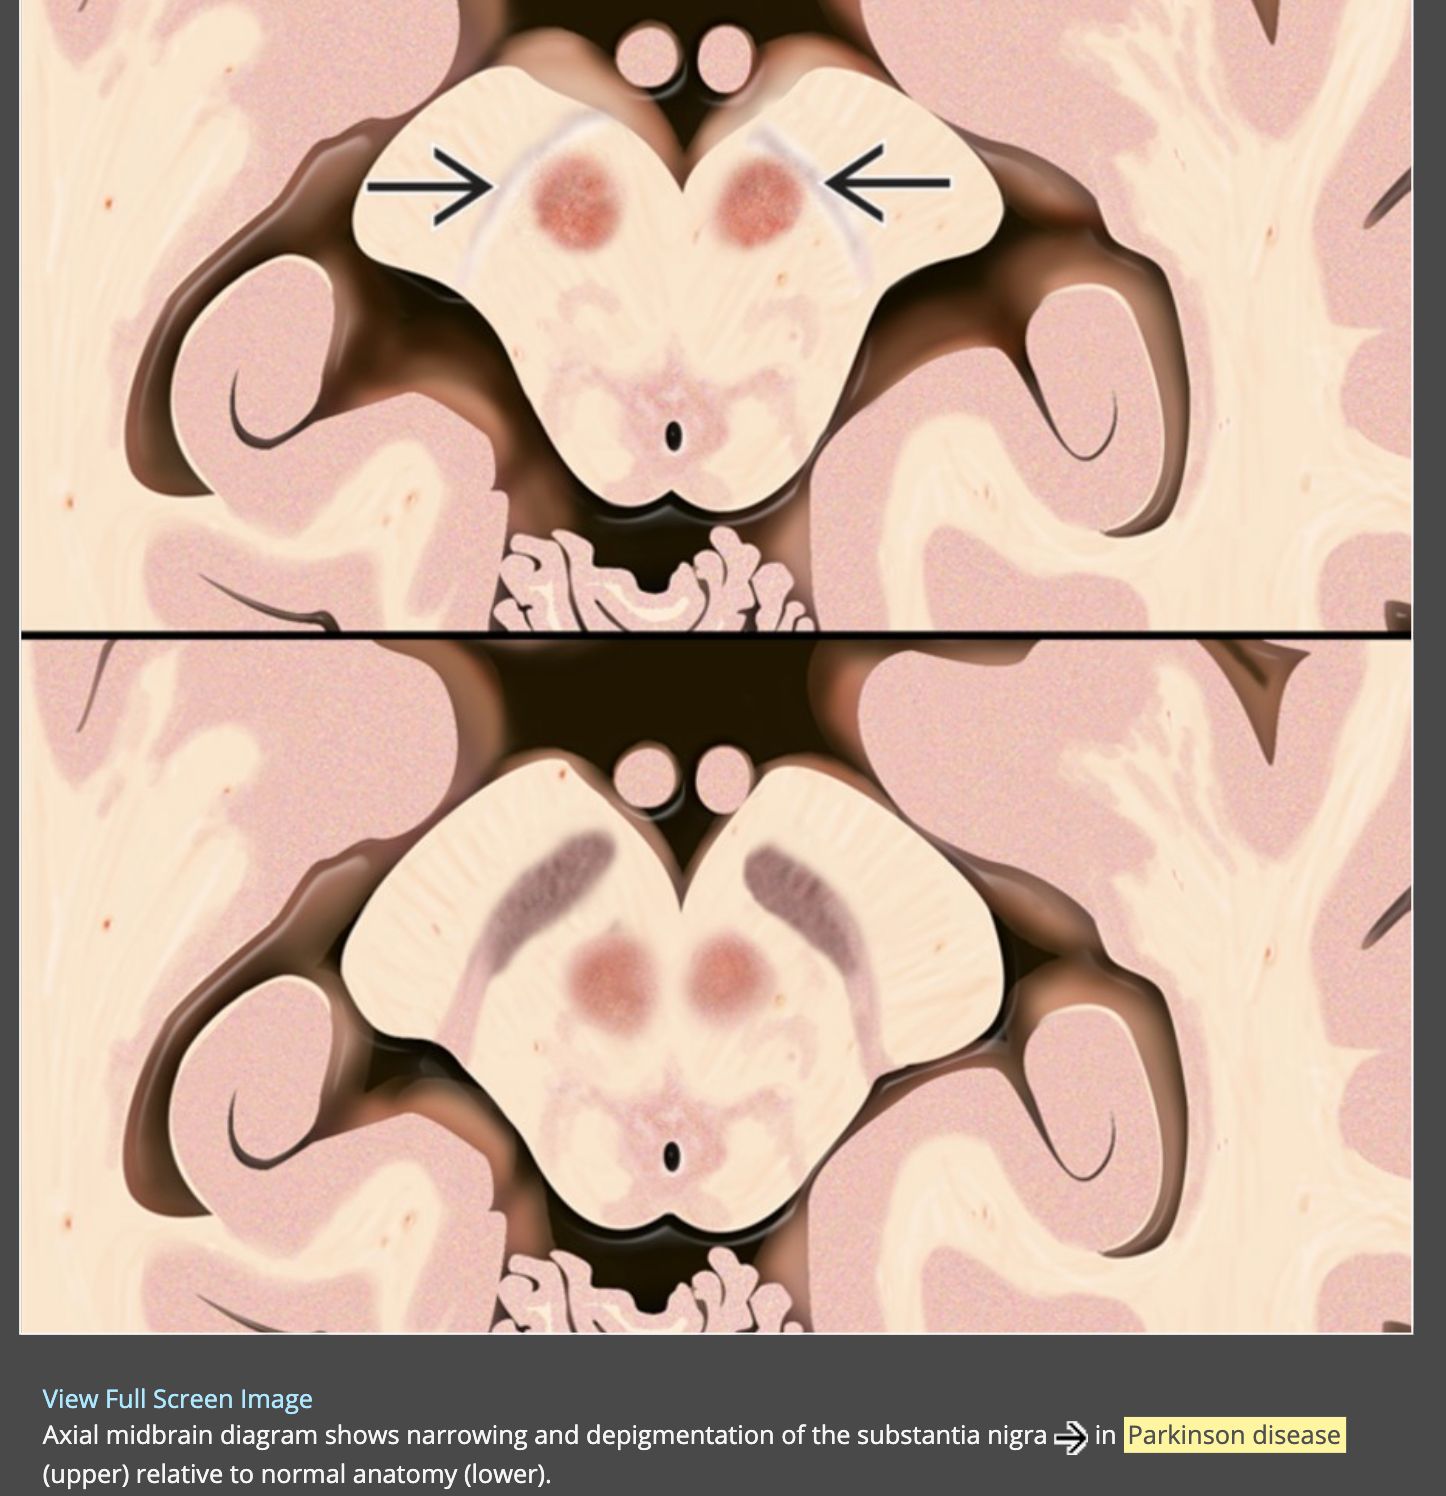 View Full Screen Image
Axial midbrain diagram shows narrowing and depigmentation of the substantia nigra in Parkinson disease
(upper) relative to normal anatomy (lower).